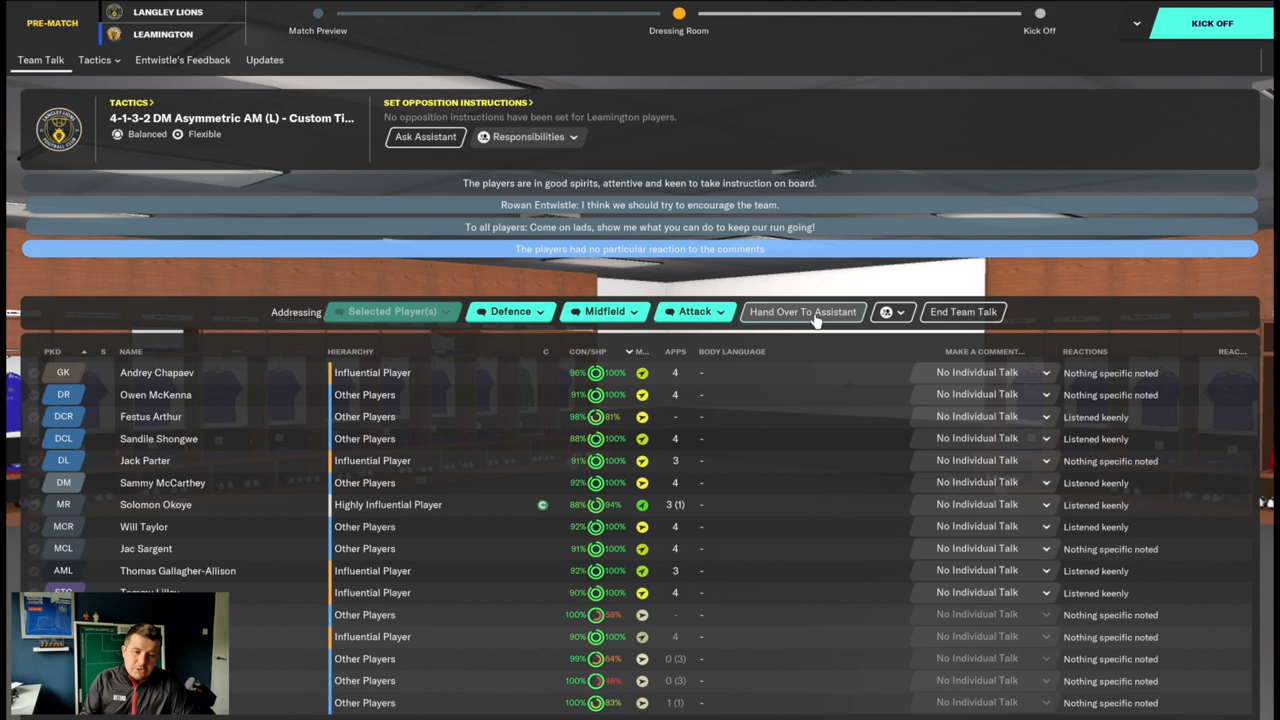 PRE-MATCH
LANGLEY LIONS
LEAMINGTON
Match Preview
Dressing Room
Kick Off
KICK OFF
Team Talk Tactics Entwistle's Feedback Updates
TACTICS >
4-1-3-2 DM Asymmetric AM (L) - Custom Ti...
Balanced Flexible
SET OPPOSITION INSTRUCTIONS >
No opposition instructions have been set for Leamington players.
Ask Assistant Responsibilities
The players are in good spirits, attentive and keen to take instruction on board.
Rowan Entwistle: I think we should try to encourage the team.
To all players: Come on lads, show me what you can do to keep our run going!
The players had no particular reaction to the comments
Addressing Selected Player(s) Defence Midfield Attack Hand Over To Assistant End Team Talk
PKD S NAME HIERARCHY C CON/SHP M... APPS BODY LANGUAGE MAKE A COMMENT... REACTIONS REAC...
GK Andrey Chapaev Influential Player 96% 100% 4 - No Individual Talk Nothing specific noted
DR Owen McKenna Other Players 91% 100% 4 - No Individual Talk Nothing specific noted
DCR Festus Arthur Other Players 98% 81% - - No Individual Talk Listened keenly
DCL Sandile Shongwe Other Players 88% 100% 4 - No Individual Talk Listened keenly
DL Jack Parter Influential Player 91% 100% 3 - No Individual Talk Nothing specific noted
DM Sammy McCarthey Other Players 92% 100% 4 - No Individual Talk Listened keenly
MR Solomon Okoye Highly Influential Player C 88% 94% 3 (1) - No Individual Talk Listened keenly
MCR Will Taylor Other Players 92% 100% 4 - No Individual Talk Listened keenly
MCL Jac Sargent Other Players 91% 100% 4 - No Individual Talk Nothing specific noted
AML Thomas Gallagher-Allison Influential Player 92% 100% 3 - No Individual Talk Listened keenly
Influential Player 90% 100% 4 - No Individual Talk Listened keenly
Other Players 100% 58% - - No Individual Talk Nothing specific noted
Influential Player 90% 100% 4 - No Individual Talk Nothing specific noted
Other Players 99% 64% 0 (3) - No Individual Talk Nothing specific noted
Other Players 100% 46% 0 (3) - No Individual Talk Nothing specific noted
Other Players 100% 83% 1 (1) - No Individual Talk Nothing specific noted